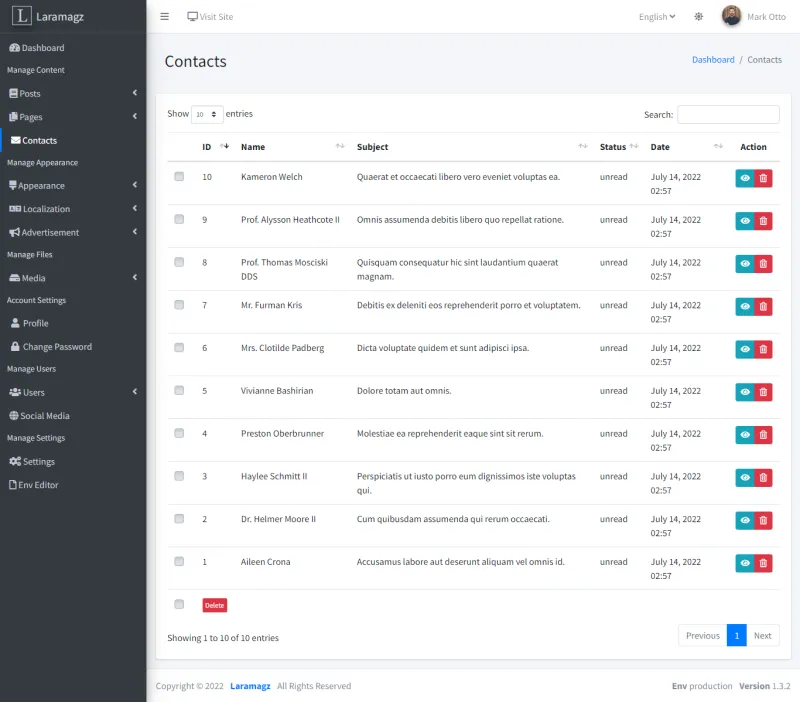 L Laramagz
Visit Site
English
Mark Otto
Dashboard
Manage Content
Posts
Pages
Contacts
Manage Appearance
Appearance
Localization
Advertisement
Manage Files
Media
Account Settings
Profile
Change Password
Manage Users
Users
Social Media
Manage Settings
Settings
Env Editor
Contacts
Dashboard / Contacts
Show 10 entries
Search:
ID Name Subject Status Date Action
10 Kameron Welch Quaerat et occaecati libero vero eveniet voluptas ea. unread July 14, 2022
02:57
9 Prof. Alysson Heathcote II Omnis assumenda debitis libero quo repellat ratione. unread July 14, 2022
02:57
8 Prof. Thomas Mosciski Quisquam consequatur hic sint laudantium quaerat unread July 14, 2022
DDS magnam. 02:57
7 Mr. Furman Kris Debitis ex deleniti eos reprehenderit porro et voluptatem. unread July 14, 2022
02:57
6 Mrs. Clotilde Padberg Dicta voluptate quidem et sunt adipisci ipsa. unread July 14, 2022
02:57
5 Vivianne Bashirian Dolore totam aut omnis. unread July 14, 2022
02:57
4 Preston Oberbrunner Molestiae ea reprehenderit eaque sint sit rerum. unread July 14, 2022
02:57
3 Haylee Schmitt II Perspiciatis ut iusto porro eum dignissimos iste voluptas unread July 14, 2022
qui. 02:57
2 Dr. Helmer Moore II Cum quibusdam assumenda qui rerum occaecati. unread July 14, 2022
02:57
1 Aileen Crona Accusamus labore aut deserunt aliquam vel omnis id. unread July 14, 2022
02:57
Delete
Showing 1 to 10 of 10 entries
Previous 1 Next
Copyright © 2022 Laramagz All Rights Reserved
Env production Version 1.3.2